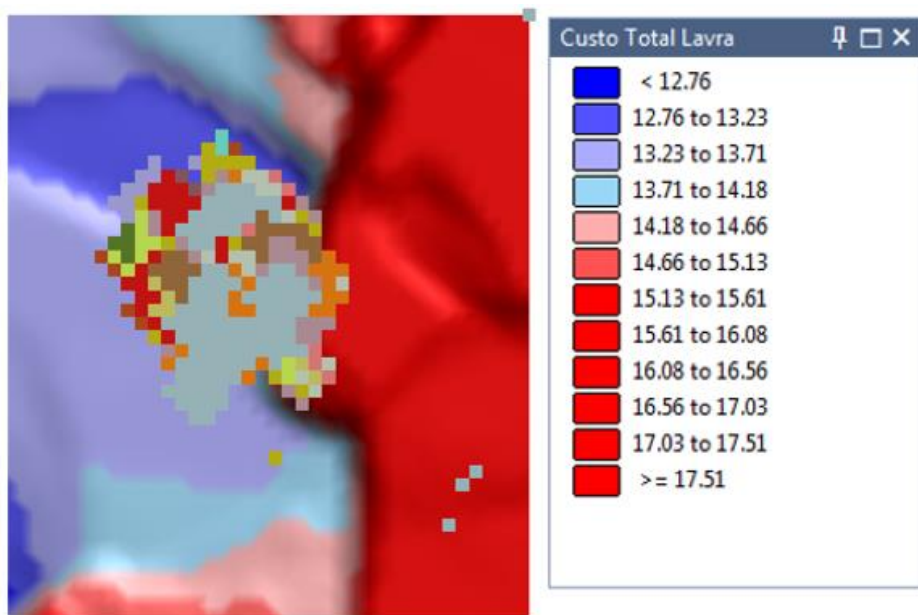 Custo Total Lavra
< 12.76
12.76 to 13.23
13.23 to 13.71
13.71 to 14.18
14.18 to 14.66
14.66 to 15.13
15.13 to 15.61
15.61 to 16.08
16.08 to 16.56
16.56 to 17.03
17.03 to 17.51
>= 17.51